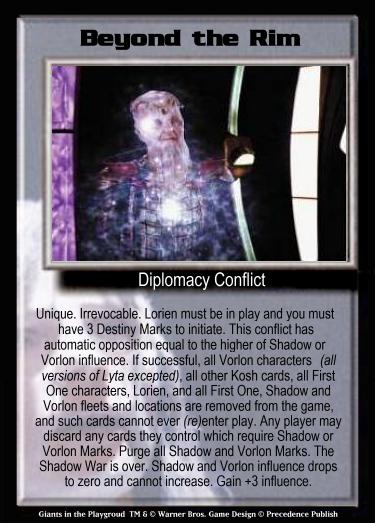 Beyond the Rim
Diplomacy Conflict
Unique. Irrevocable. Lorien must be in play and you must
have 3 Destiny Marks to initiate. This conflict has
automatic opposition equal to the higher of Shadow or
Vorlon influence. If successful, all Vorlon characters (all
versions of Lyta excepted), all other Kosh cards, all First
One characters, Lorien, and all First One, Shadow and
Vorlon fleets and locations are removed from the game,
and such cards cannot ever (re)enter play. Any player may
discard any cards they control which require Shadow or
Vorlon Marks. Purge all Shadow and Vorlon Marks. The
Shadow War is over. Shadow and Vorlon influence drops
to zero and cannot increase. Gain +3 influence.
Giants in the Playgroud TM & © Warner Bros. Game Design © Precedence Publish